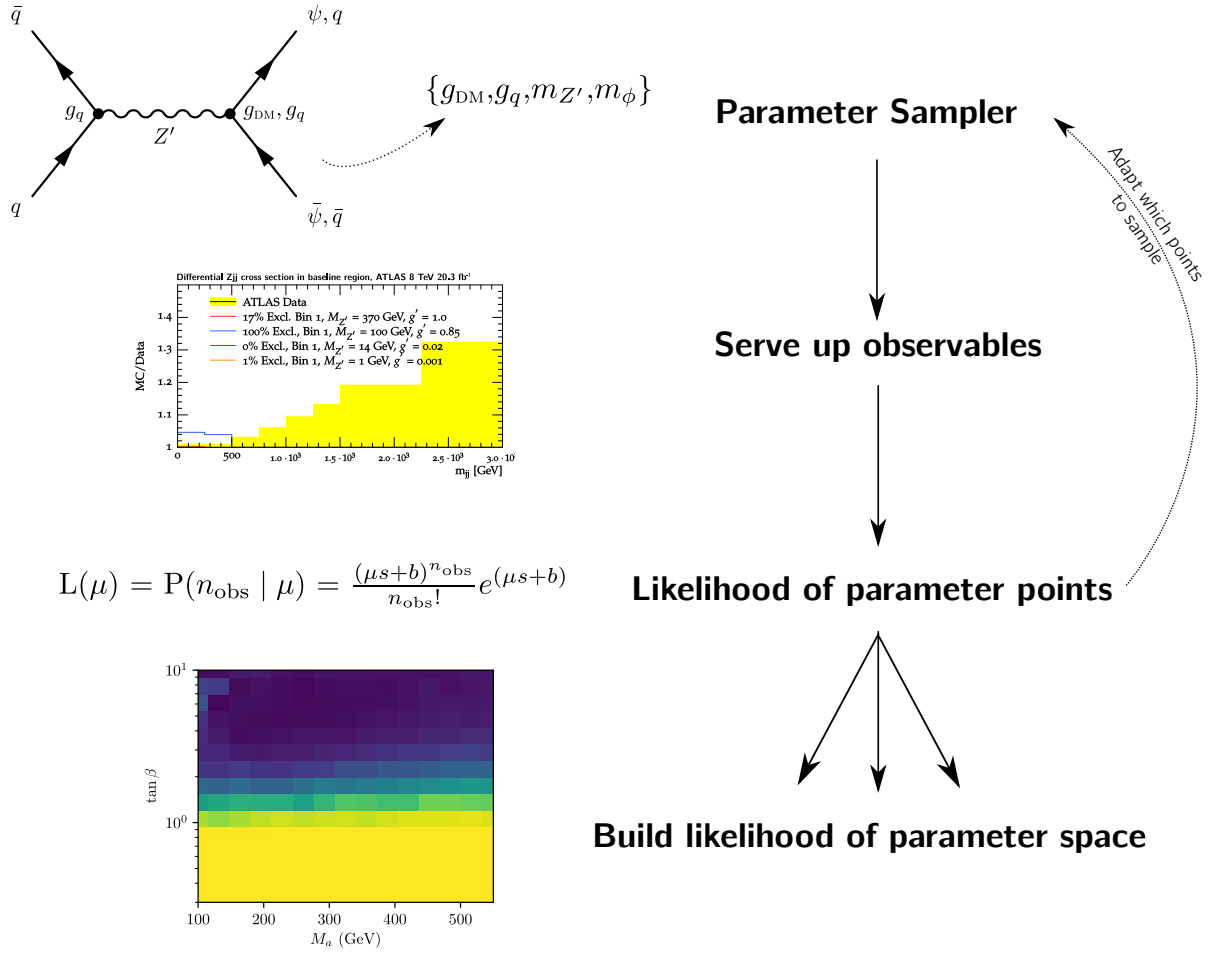 q̄
ψ, q
g_q
Z′
g_DM, g_q
q
ψ̄, q̄
{g_DM,g_q,m_Z′,m_ϕ}
Parameter Sampler
Adapt which points
to sample
Differential Zjj cross section in baseline region, ATLAS 8 TeV 20.3 fb⁻¹
ATLAS Data
17% Excl. Bin 1, M_Z′ = 370 GeV, g′ = 1.0
100% Excl., Bin 1, M_Z′ = 100 GeV, g′ = 0.85
0% Excl., Bin 1, M_Z′ = 14 GeV, g′ = 0.02
1% Excl., Bin 1, M_Z′ = 1 GeV, g′ = 0.001
MC/Data
1.4
1.3
1.2
1.1
1
0 500 1.0 · 10³ 1.5 · 10³ 2.0 · 10³ 2.5 · 10³ 3.0 · 10
m_jj [GeV]
Serve up observables
L(μ) = P(n_obs | μ) = (μs+b)^n_obs / n_obs! e^(μs+b)
Likelihood of parameter points
10¹
10⁰
tan β
100 200 300 400 500
M_a (GeV)
Build likelihood of parameter space